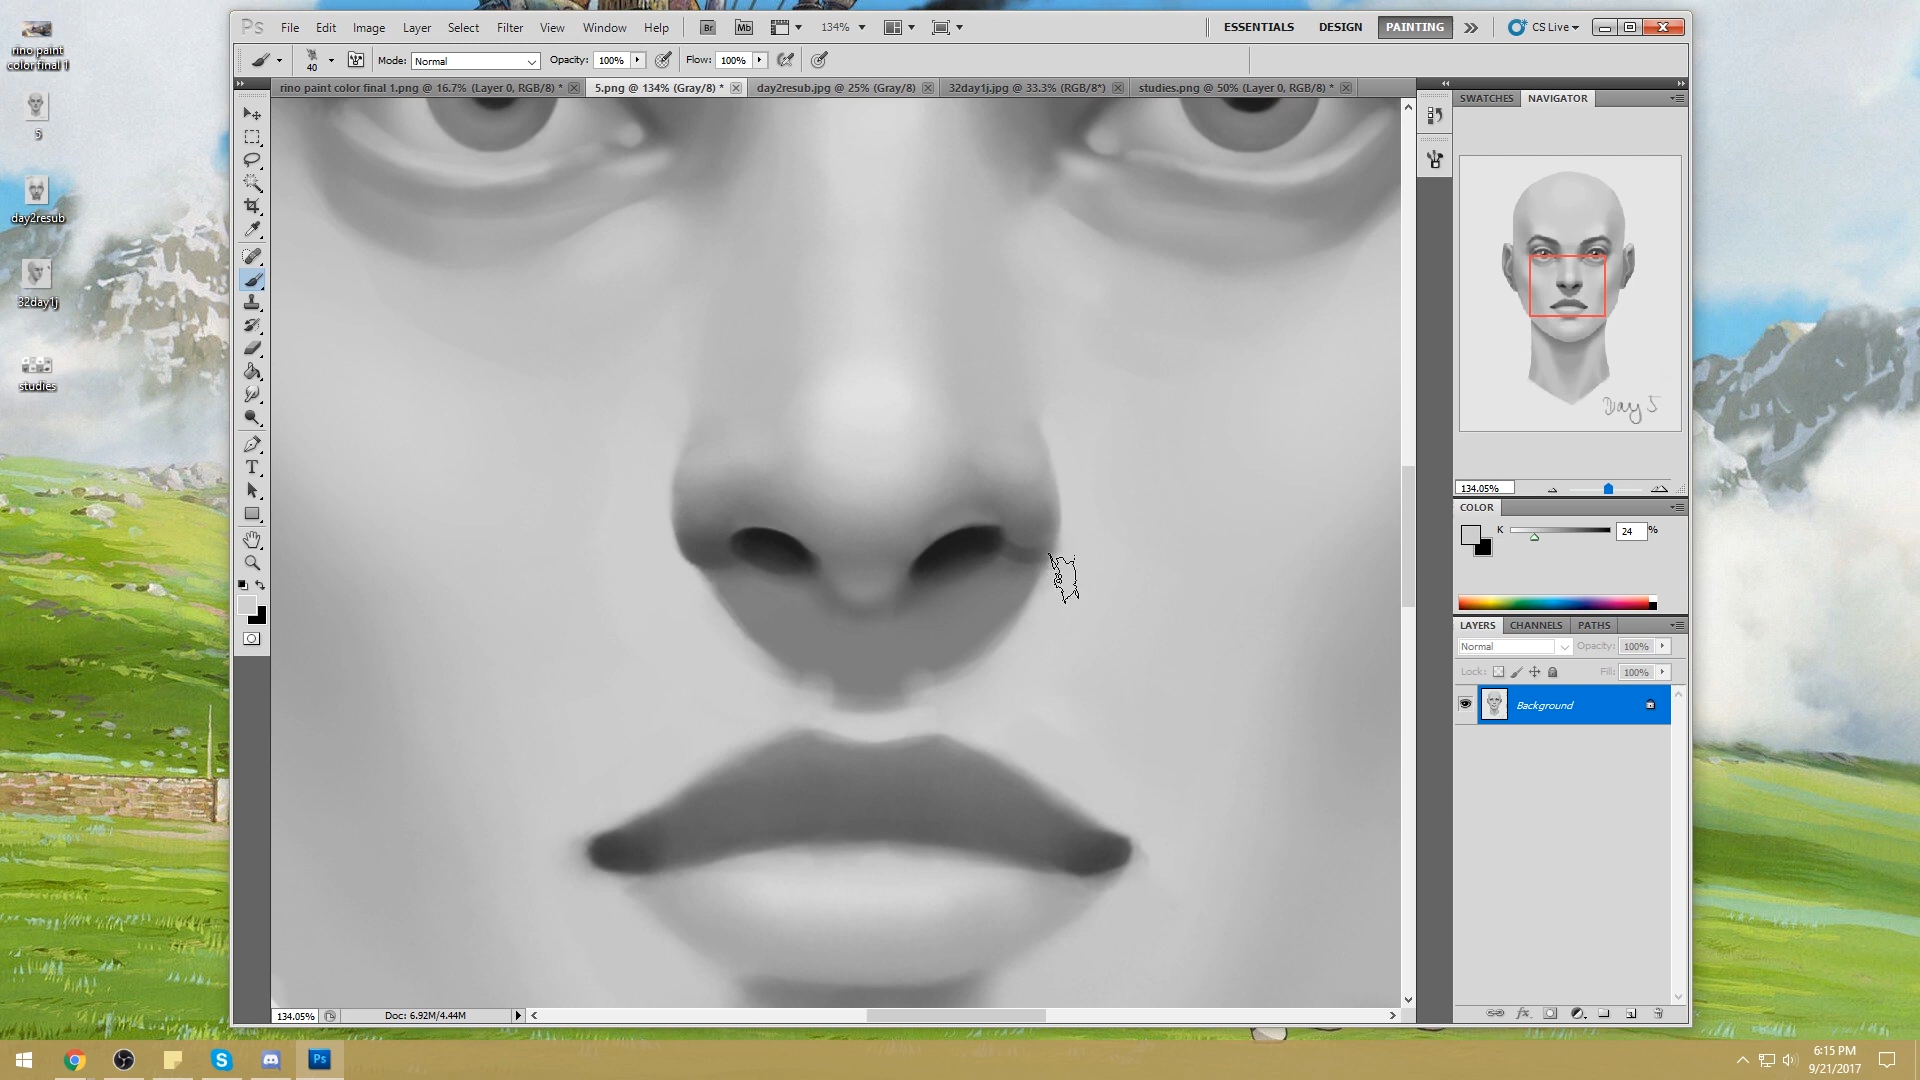 rino paint
color final 1
5
day2resub
32day1j
studies
Ps File Edit Image Layer Select Filter View Window Help Br Mb 134% ESSENTIALS DESIGN PAINTING CS Live
40 Mode: Normal Opacity: 100% Flow: 100%
rino paint color final 1.png @ 16.7% (Layer 0, RGB/8) * 5.png @ 134% (Gray/8) * day2resub.jpg @ 25% (Gray/8) 32day1j.jpg @ 33.3% (RGB/8*) studies.png @ 50% (Layer 0, RGB/8) *
SWATCHES NAVIGATOR
Day 5
134.05%
COLOR
K 24 %
LAYERS CHANNELS PATHS
Normal Opacity: 100%
Lock: Fill: 100%
Background
134.05% Doc: 6.92M/4.44M
Ps
6:15 PM
9/21/2017